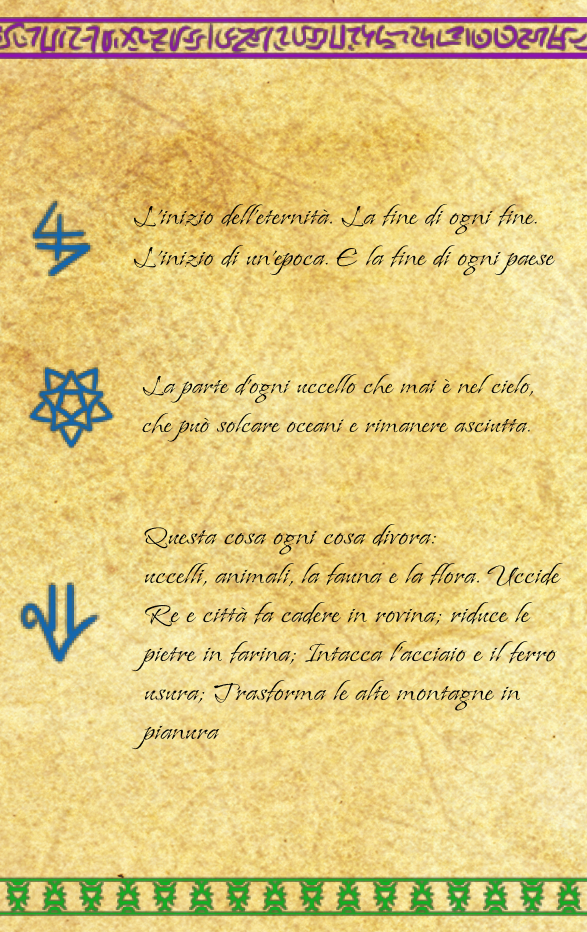 L'inizio dell'eternità. La fine di ogni fine.
L'inizio di un'epoca. E la fine di ogni paese
La parte d'ogni uccello che mai è nel cielo,
che può solcare oceani e rimanere asciutta.
Questa cosa ogni cosa divora:
uccelli, animali, la fauna e la flora. Uccide
Re e città fa cadere in rovina; riduce le
pietre in farina; Intacca l'acciaio e il ferro
usura; Trasforma le alte montagne in
pianura